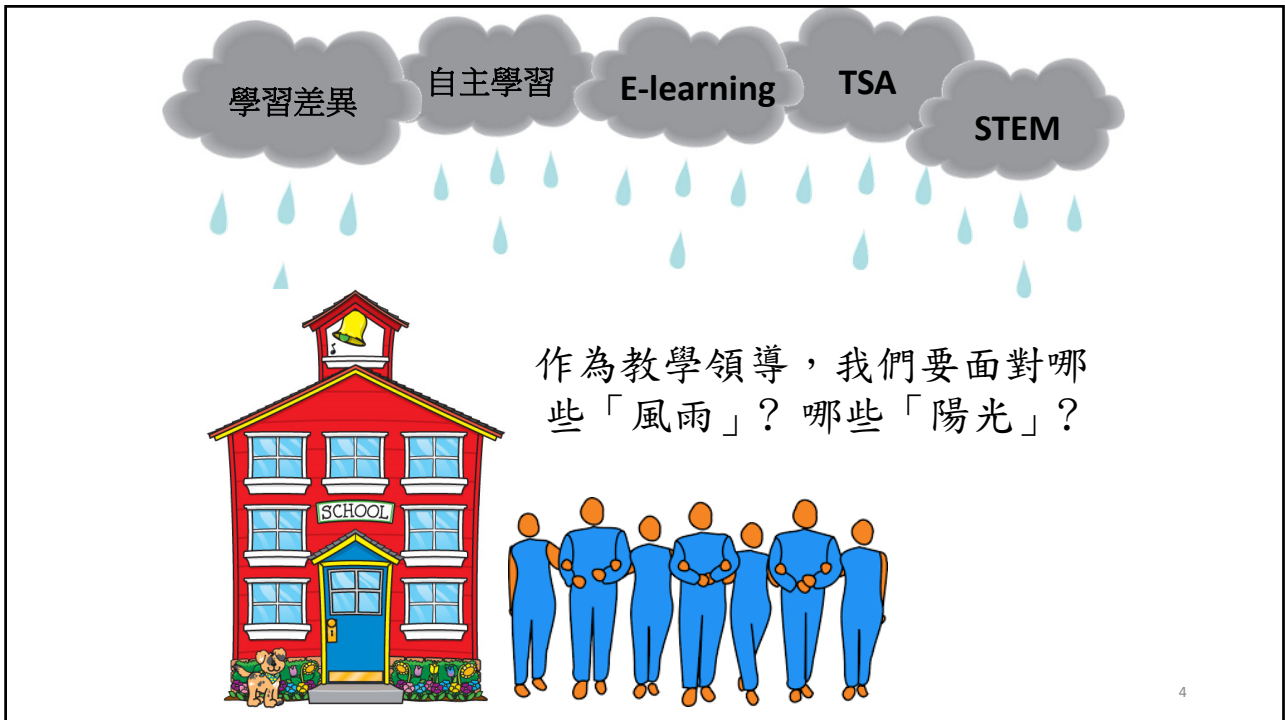 學習差異
自主學習
E-learning
TSA
STEM
作為教學領導，我們要面對哪
些「風雨」? 哪些「陽光」?
SCHOOL
4